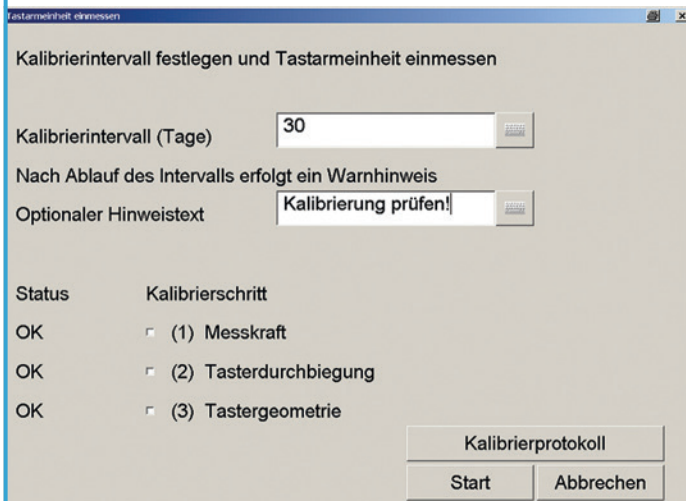 Tastarmeinheit einmessen
Kalibrierintervall festlegen und Tastarmeinheit einmessen
Kalibrierintervall (Tage) 30
Nach Ablauf des Intervalls erfolgt ein Warnhinweis
Optionaler Hinweistext Kalibrierung prüfen!
Status Kalibrierschritt
OK (1) Messkraft
OK (2) Tasterdurchbiegung
OK (3) Tastergeometrie
Kalibrierprotokoll
Start Abbrechen